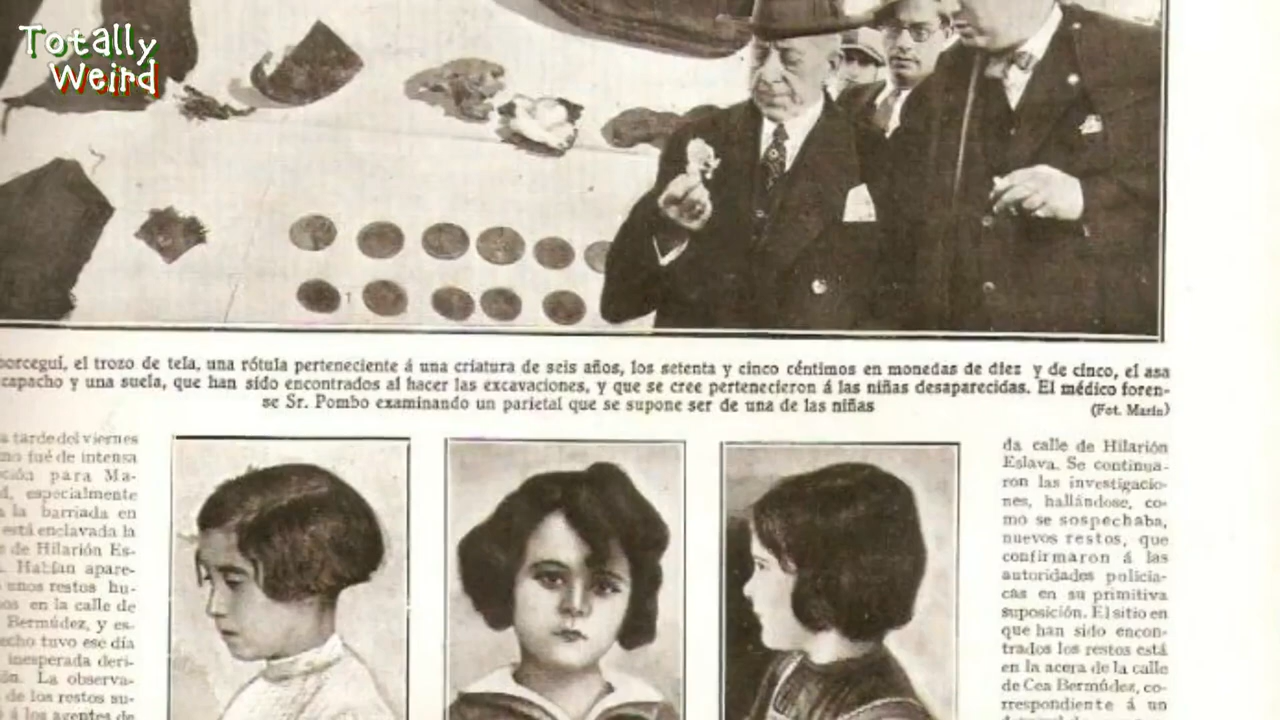 Totally
Weird
borceguí, el trozo de tela, una rótula perteneciente á una criatura de seis años, los setenta y cinco céntimos en monedas de diez y de cinco, el asa
capacho y una suela, que han sido encontrados al hacer las excavaciones, y que se cree pertenecieron á las niñas desaparecidas. El médico foren-
se Sr. Pombo examinando un parietal que se supone ser de una de las niñas
(Fot. Marín)
a tarde del viernes
no fué de intensa
ción para Ma-
d, especialmente
a la barriada en
está enclavada la
e de Hilarión Es-
. Habían apare-
unos restos hu-
os en la calle de
Bermúdez, y es-
echo tuvo ese día
inesperada deri-
ón. La observa-
de los restos su-
ó á los agentes de
da calle de Hilarión
Eslava. Se continua-
ron las investigacio-
nes, hallándose, co-
mo se sospechaba,
nuevos restos, que
confirmaron á las
autoridades policia-
cas en su primitiva
suposición. El sitio en
que han sido encon-
trados los restos está
en la acera de la calle
de Cea Bermúdez, co-
rrespondiente á un